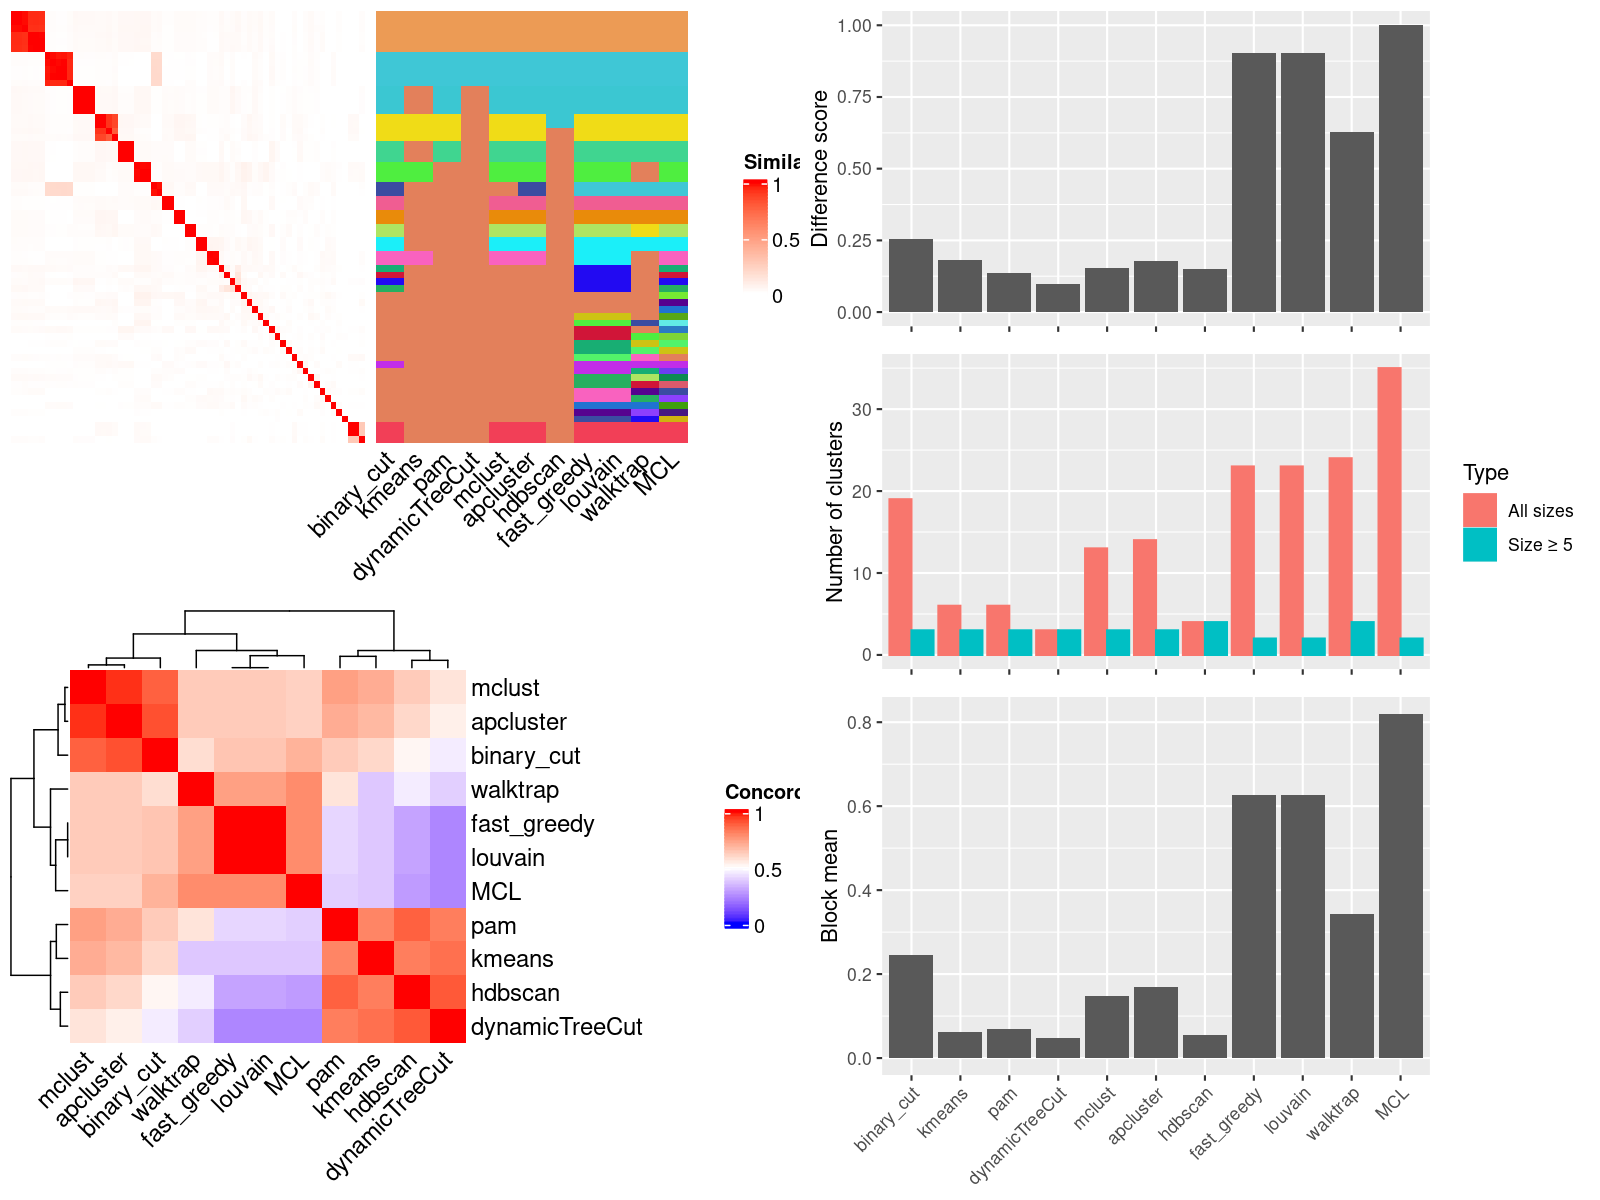 Simila
1
0.5
0
binary_cut
kmeans
pam
dynamicTreeCut
mclust
apcluster
hdbscan
fast_greedy
louvain
walktrap
MCL
mclust
apcluster
binary_cut
walktrap
fast_greedy
louvain
MCL
pam
kmeans
hdbscan
dynamicTreeCut
mclust
apcluster
binary_cut
walktrap
fast_greedy
louvain
MCL
pam
kmeans
hdbscan
dynamicTreeCut
Concord
1
0.5
0
Difference score
1.00
0.75
0.50
0.25
0.00
Number of clusters
30
20
10
0
Type
All sizes
Size ≥ 5
Block mean
0.8
0.6
0.4
0.2
0.0
binary_cut
kmeans
pam
dynamicTreeCut
mclust
apcluster
hdbscan
fast_greedy
louvain
walktrap
MCL